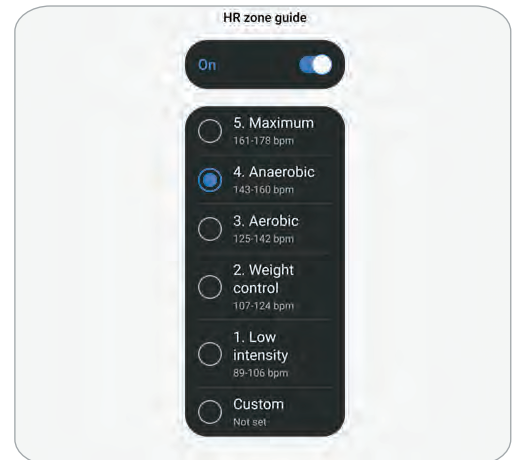 HR zone guide
On
5. Maximum
161-178 bpm
4. Anaerobic
143-160 bpm
3. Aerobic
125-142 bpm
2. Weight
control
107-124 bpm
1. Low
intensity
89-106 bpm
Custom
Not set